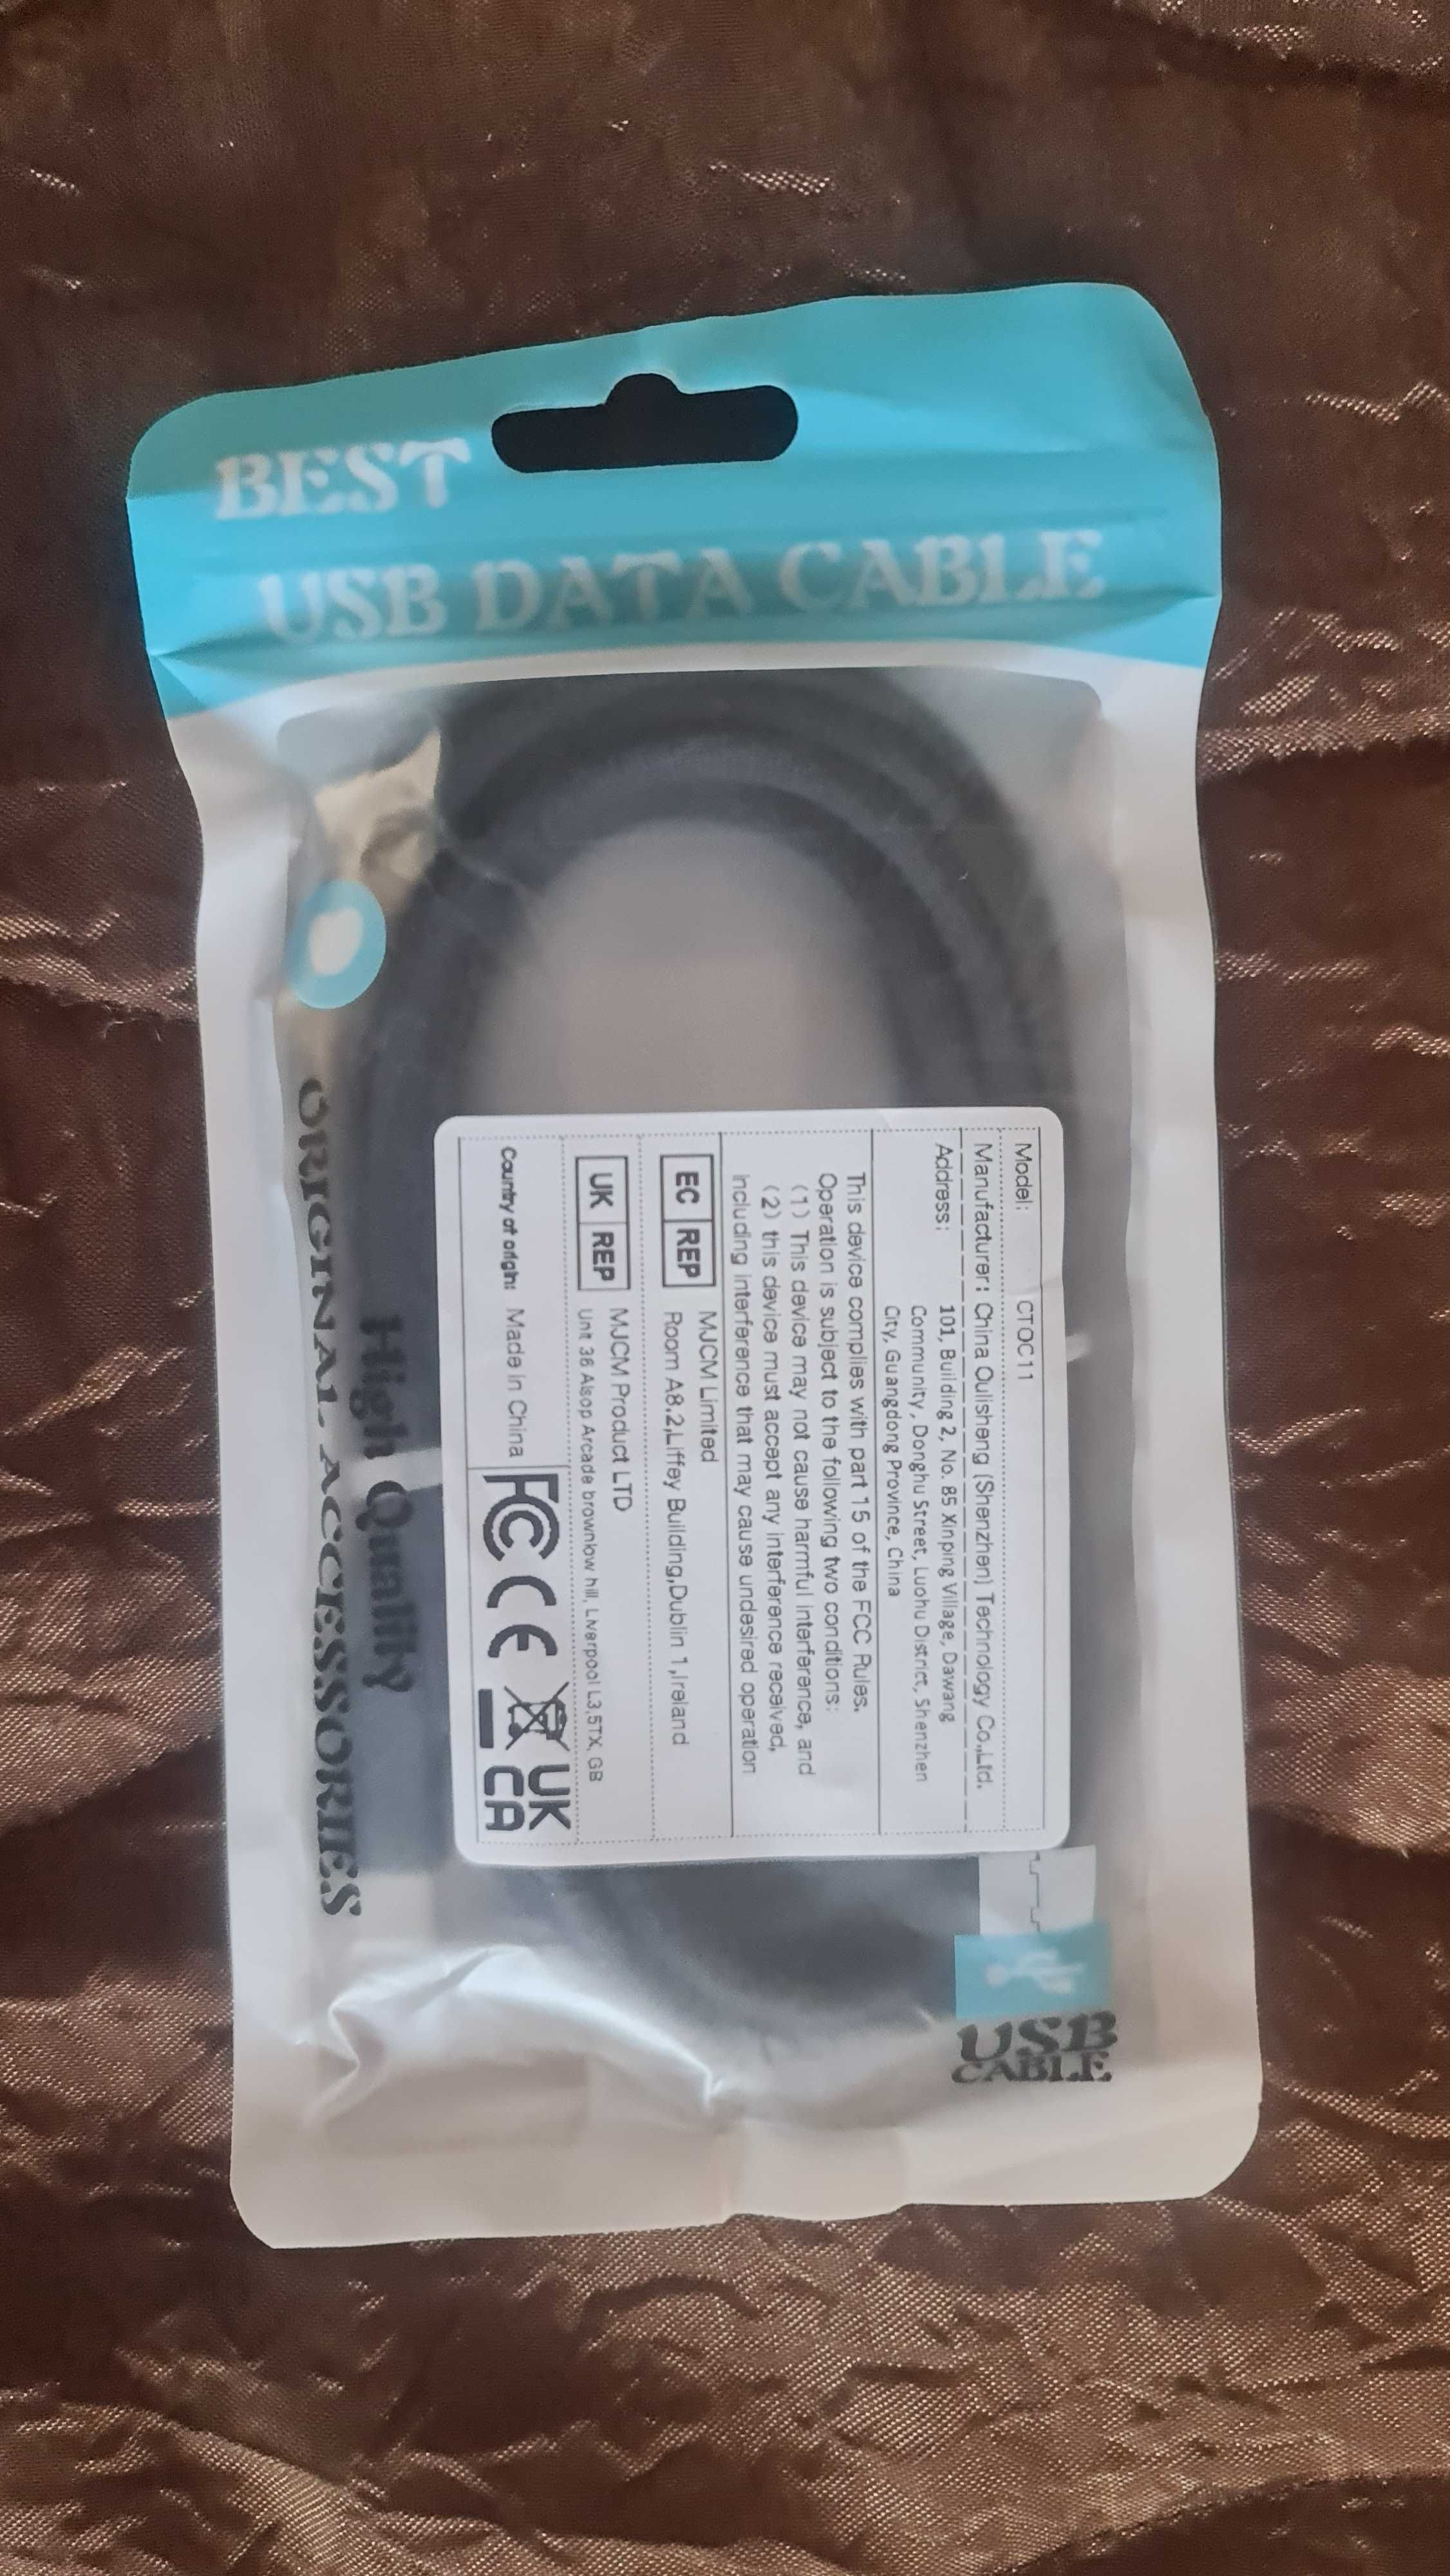 BEST
USB DATA CABLE
Model: CTOC11
Manufacturer: China Oulisheng (Shenzhen) Technology Co.,Ltd.
Address: 101, Building 2, No. 85 Xinping Village, Dawang
Community, Donghu Street, Luohu District, Shenzhen
City, Guangdong Province, China
This device complies with part 15 of the FCC Rules.
Operation is subject to the following two conditions:
(1) This device may not cause harmful interference, and
(2) this device must accept any interference received,
including interference that may cause undesired operation
EC REP MJCM Limited
Room A8.2,Liffey Building,Dublin 1,Ireland
UK REP MJCM Product LTD
Unit 36 Alsop Arcade brownlow hill, Liverpool L3,5TX, GB
Country of origin: Made in China
FC CE UK
CA
High Quality
ORIGINAL ACCESSORIES
USB
CABLE